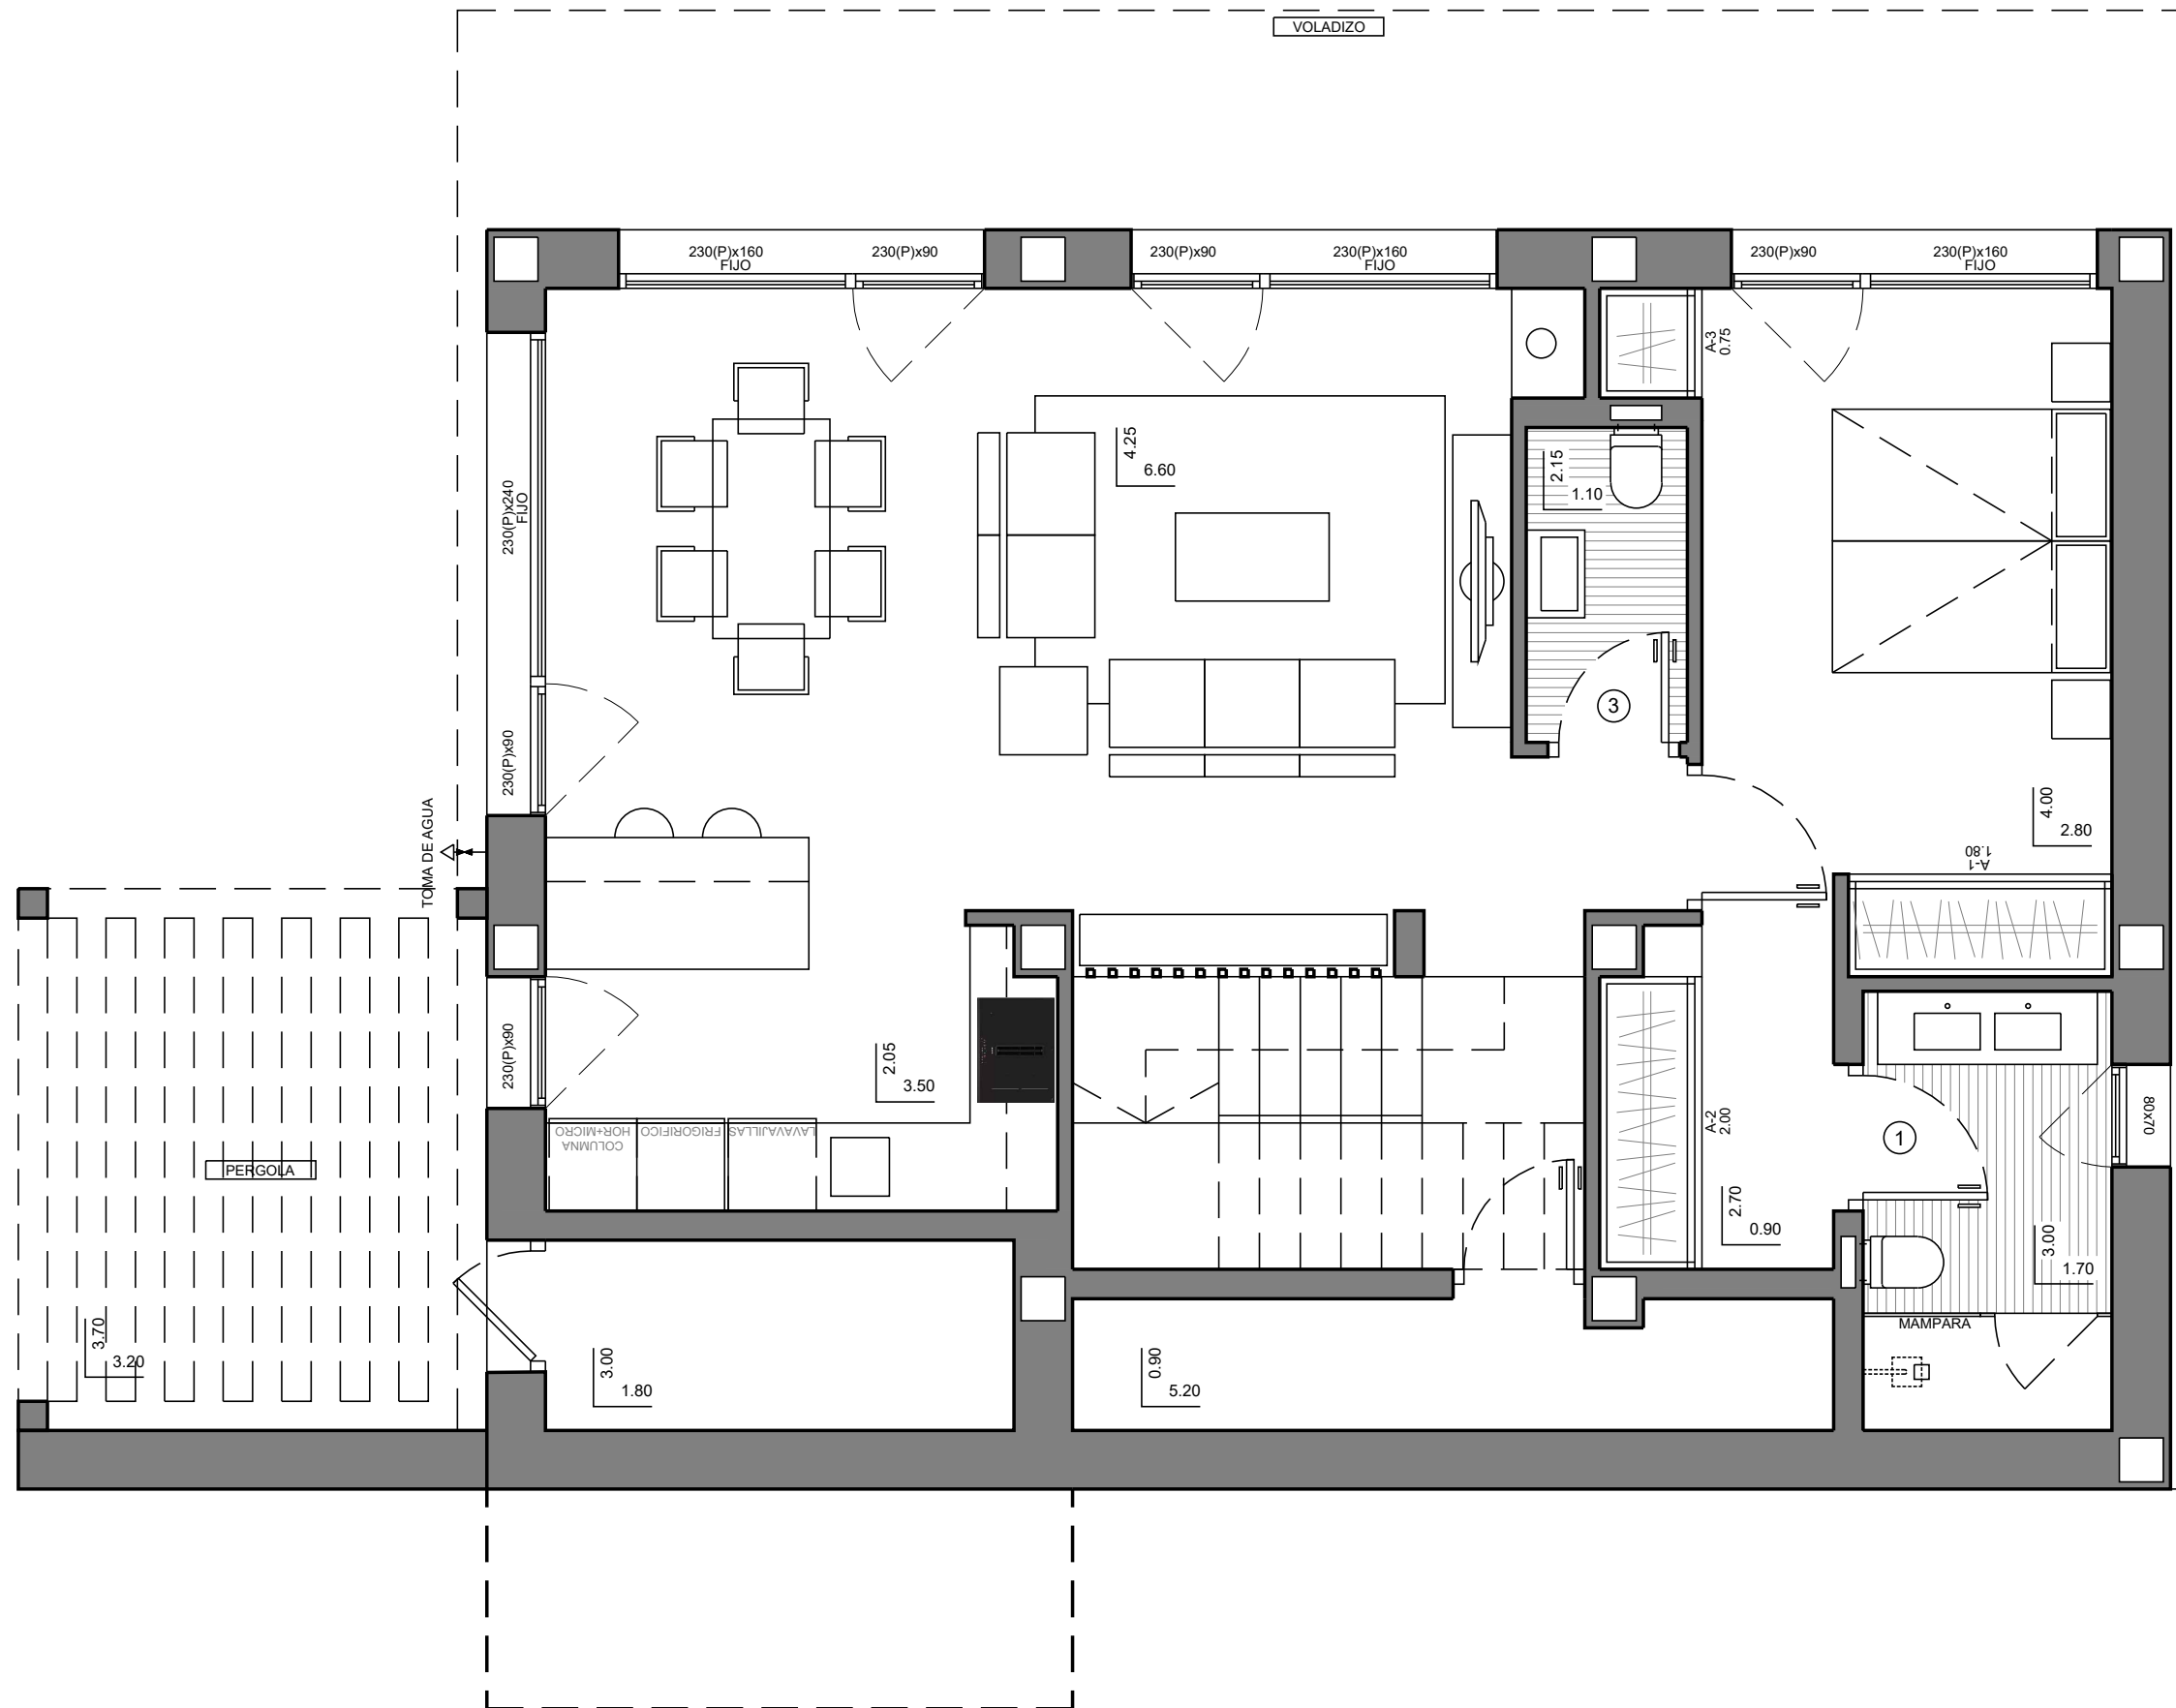 VOLADIZO
230(P)x160
FIJO
230(P)x90
230(P)x90
230(P)x160
FIJO
230(P)x90
230(P)x160
FIJO
A-3
0.75
4.25
6.60
2.15
1.10
230(P)x240
FIJO
3
230(P)x90
TOMA DE AGUA
4.00
2.80
A-1
1.80
230(P)x90
2.05
3.50
COLUMNA
HOR+MICRO
FRIGORIFICO
LAVAVAJILLAS
A-2
2.00
1
80x70
PERGOLA
2.70
0.90
3.00
1.70
MAMPARA
3.70
3.20
3.00
1.80
0.90
5.20